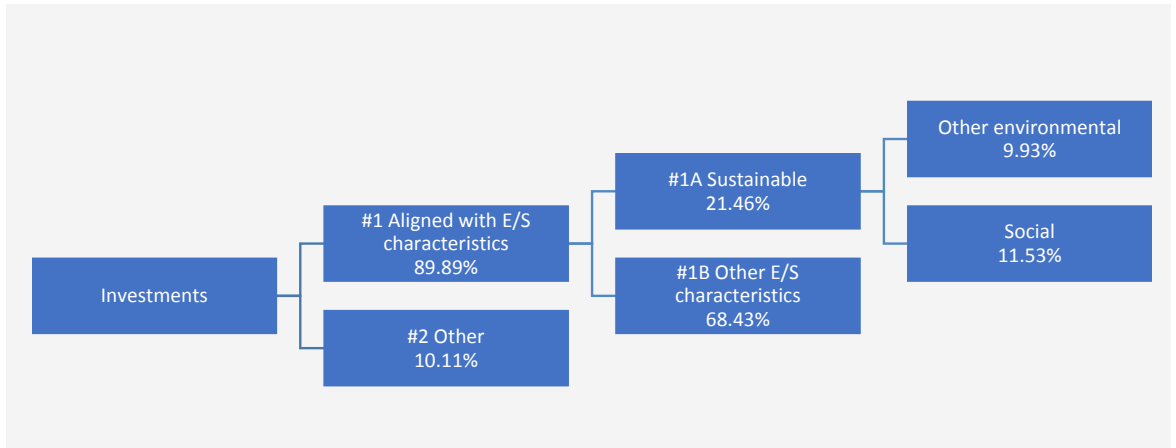 Investments
#1 Aligned with E/S
characteristics
89.89%
#2 Other
10.11%
#1A Sustainable
21.46%
#1B Other E/S
characteristics
68.43%
Other environmental
9.93%
Social
11.53%